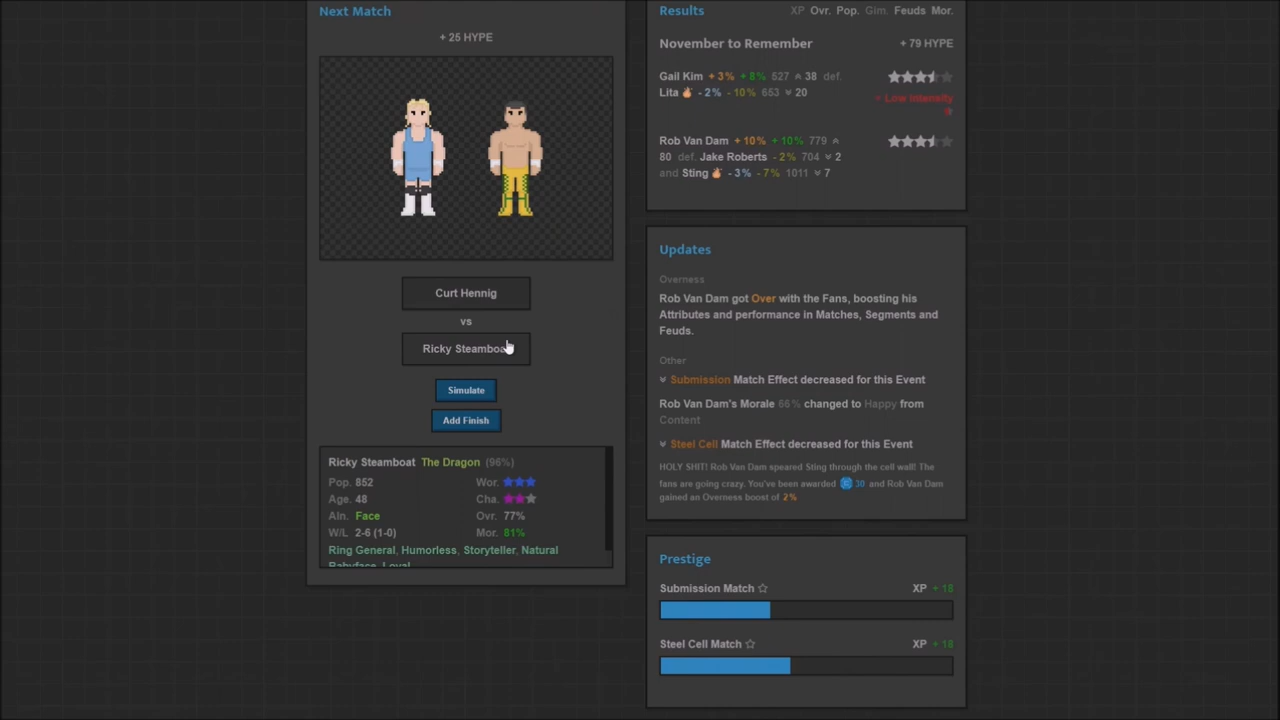 Next Match
+ 25 HYPE
Curt Hennig
vs
Ricky Steamboat
Simulate
Add Finish
Ricky Steamboat The Dragon (96%)
Pop. 852 Wor.
Age. 48 Cha.
Aln. Face Ovr. 77%
W/L 2-6 (1-0) Mor. 81%
Ring General, Humorless, Storyteller, Natural
Babyface, Loyal
Results XP Ovr. Pop. Gim. Feuds Mor.
November to Remember + 79 HYPE
Gail Kim + 3% + 8% 527 38 def.
Lita - 2% - 10% 653 20
+ Low Intensity
Rob Van Dam + 10% + 10% 779
80 def. Jake Roberts - 2% 704 2
and Sting - 3% - 7% 1011 7
Updates
Overness
Rob Van Dam got Over with the Fans, boosting his
Attributes and performance in Matches, Segments and
Feuds.
Other
Submission Match Effect decreased for this Event
Rob Van Dam's Morale 66% changed to Happy from
Content
Steel Cell Match Effect decreased for this Event
HOLY SHIT! Rob Van Dam speared Sting through the cell wall! The
fans are going crazy. You've been awarded 30 and Rob Van Dam
gained an Overness boost of 2%
Prestige
Submission Match XP + 18
Steel Cell Match XP + 18